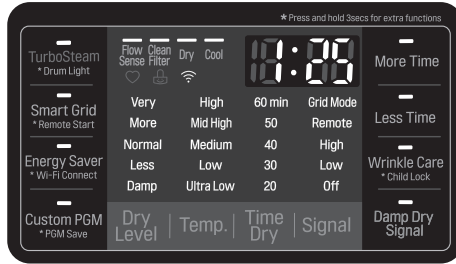 *Press and hold 3secs for extra functions
TurboSteam
* Drum Light
Smart Grid
* Remote Start
Energy Saver
* Wi-Fi Connect
Custom PGM
* PGM Save
Flow Sense
Clean Filter
Dry
Cool
1:25
Very High 60 min Grid Mode
More Mid High 50 Remote
Normal Medium 40 High
Less Low 30 Low
Damp Ultra Low 20 Off
Dry Level
Temp.
Time Dry
Signal
More Time
Less Time
Wrinkle Care
* Child Lock
Damp Dry
Signal